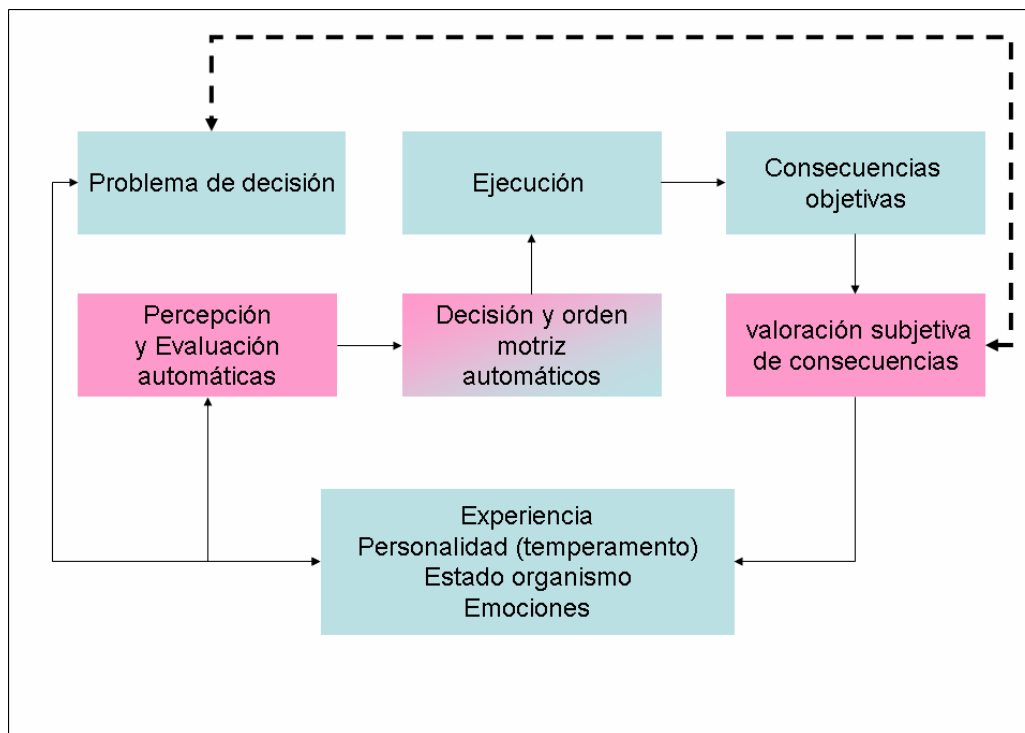 Problema de decisión
Ejecución
Consecuencias
objetivas
Percepción
y Evaluación
automáticas
Decisión y orden
motriz
automáticos
valoración subjetiva
de consecuencias
Experiencia
Personalidad (temperamento)
Estado organismo
Emociones